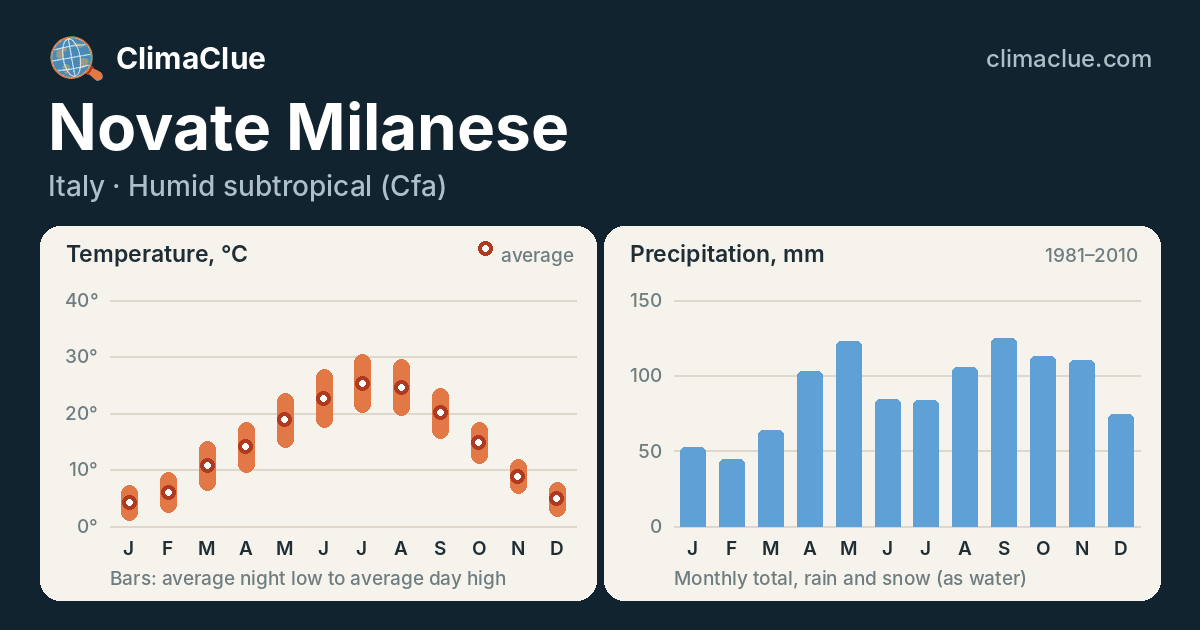 ClimaClue
climaclue.com
Novate Milanese
Italy · Humid subtropical (Cfa)
Temperature, °C
average
40°
30°
20°
10°
0°
J F M A M J J A S O N D
Bars: average night low to average day high
Precipitation, mm
1981–2010
150
100
50
0
J F M A M J J A S O N D
Monthly total, rain and snow (as water)